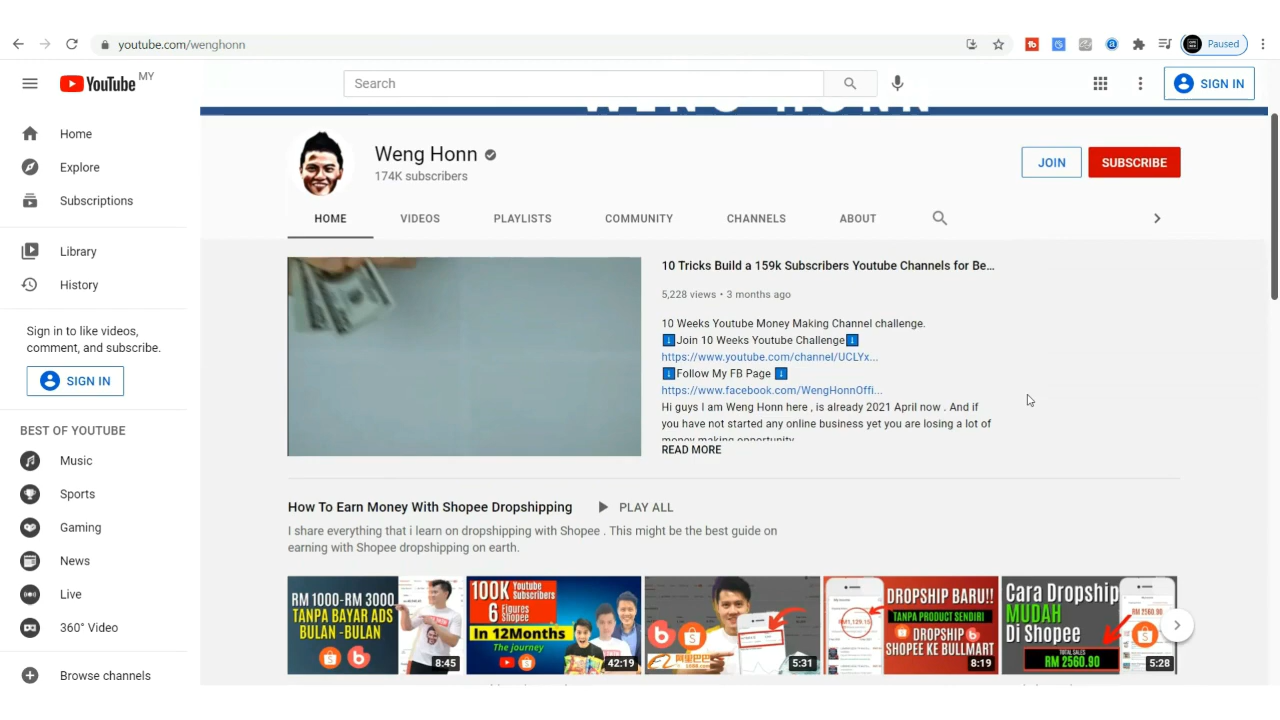 youtube.com/wenghonn
Paused
YouTube MY
Search
SIGN IN
Home
Explore
Subscriptions
Library
History
Sign in to like videos,
comment, and subscribe.
SIGN IN
BEST OF YOUTUBE
Music
Sports
Gaming
News
Live
360° Video
Browse channels
WENG HONN
Weng Honn
174K subscribers
JOIN
SUBSCRIBE
HOME
VIDEOS
PLAYLISTS
COMMUNITY
CHANNELS
ABOUT
10 Tricks Build a 159k Subscribers Youtube Channels for Be...
5,228 views • 3 months ago
10 Weeks Youtube Money Making Channel challenge.
Join 10 Weeks Youtube Challenge
https://www.youtube.com/channel/UCLYx...
Follow My FB Page
https://www.facebook.com/WengHonnOffi...
Hi guys I am Weng Honn here , is already 2021 April now . And if
you have not started any online business yet you are losing a lot of
money making opportunity
READ MORE
How To Earn Money With Shopee Dropshipping
PLAY ALL
I share everything that i learn on dropshipping with Shopee . This might be the best guide on
earning with Shopee dropshipping on earth.
RM 1000-RM 3000
TANPA BAYAR ADS
BULAN -BULAN
8:45
100K Youtube Subscribers
6 Figures Shopee
In 12Months
The journey
42:19
5:31
DROPSHIP BARU!!
TANPA PRODUCT SENDIRI
DROPSHIP
SHOPEE KE BULLMART
8:19
Cara Dropship
MUDAH
Di Shopee
TOTAL SALES
RM 2560.90
5:28